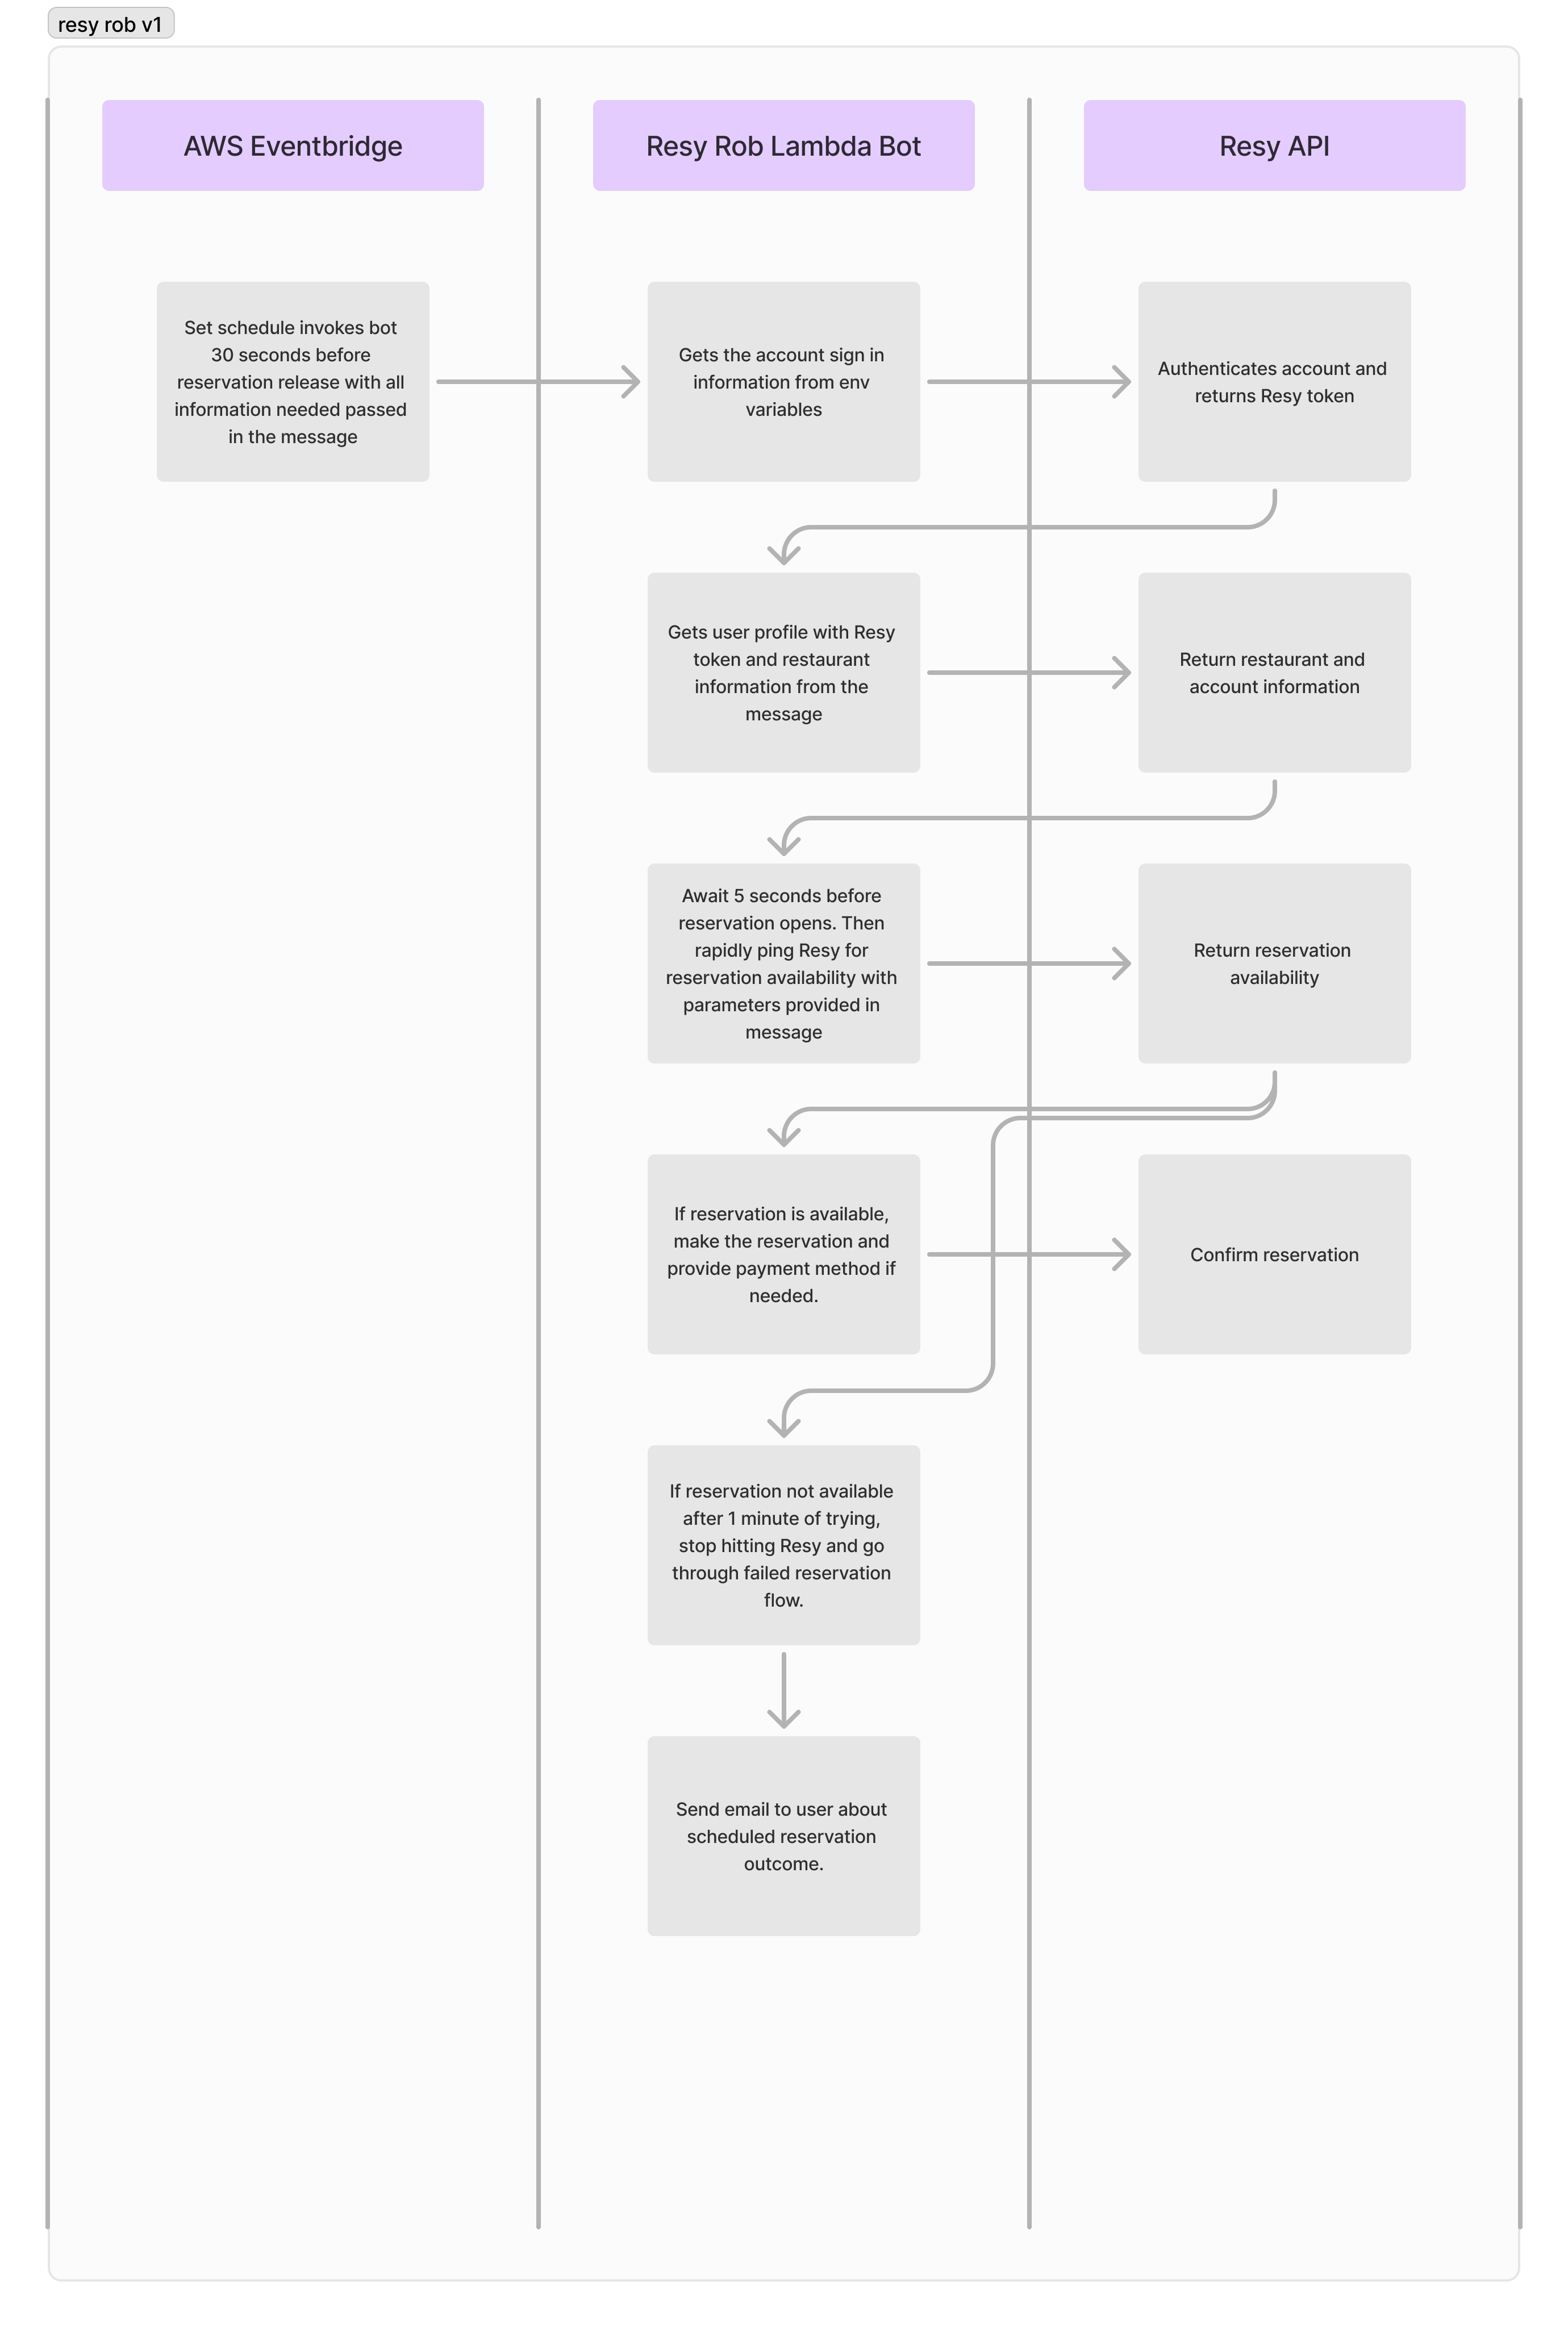 resy rob v1
AWS Eventbridge
Resy Rob Lambda Bot
Resy API
Set schedule invokes bot
30 seconds before
reservation release with all
information needed passed
in the message
Gets the account sign in
information from env
variables
Authenticates account and
returns Resy token
Gets user profile with Resy
token and restaurant
information from the
message
Return restaurant and
account information
Await 5 seconds before
reservation opens. Then
rapidly ping Resy for
reservation availability with
parameters provided in
message
Return reservation
availability
If reservation is available,
make the reservation and
provide payment method if
needed.
Confirm reservation
If reservation not available
after 1 minute of trying,
stop hitting Resy and go
through failed reservation
flow.
Send email to user about
scheduled reservation
outcome.